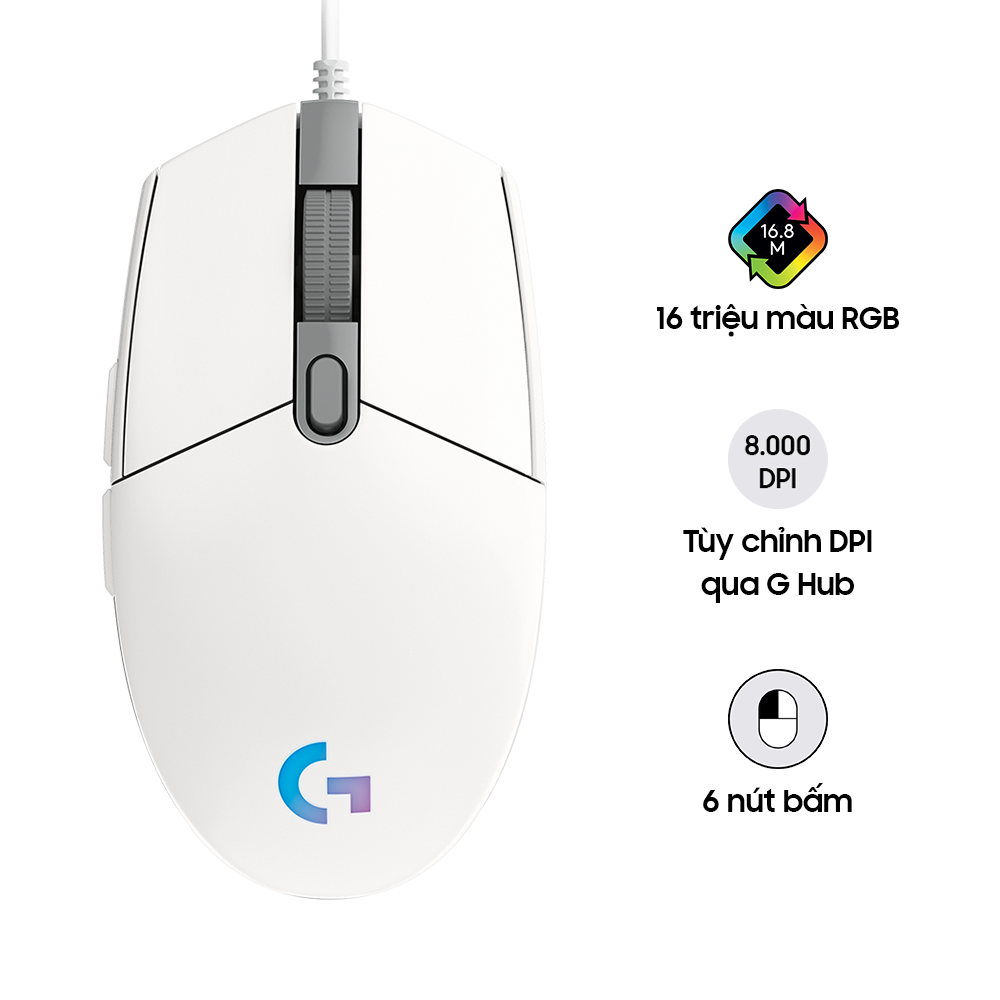 16.8
M
16 triệu màu RGB
8.000
DPI
Tùy chỉnh DPI
qua G Hub
6 nút bấm